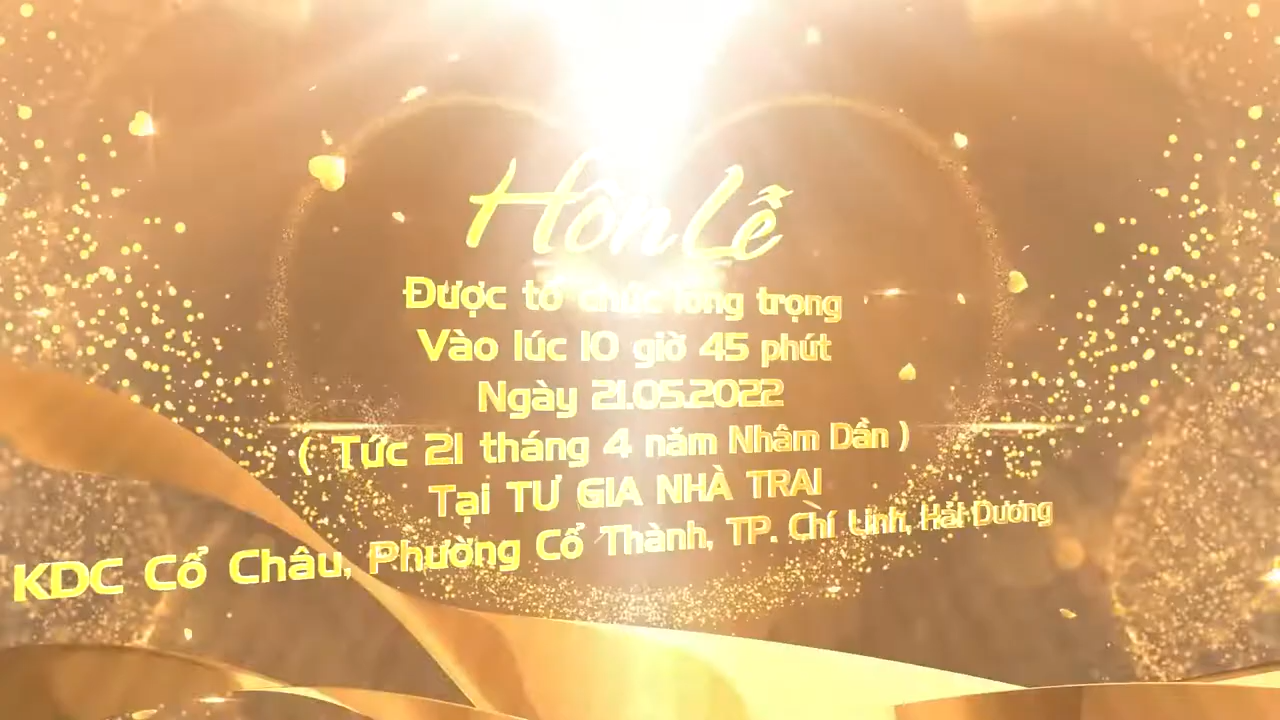 Hôn Lễ
Được tổ chức long trọng
Vào lúc 10 giờ 45 phút
Ngày 21.05.2022
( Tức 21 tháng 4 năm Nhâm Dần )
Tại TƯ GIA NHÀ TRAI
KDC Cổ Châu, Phường Cổ Thành, TP. Chí Linh, Hải Dương